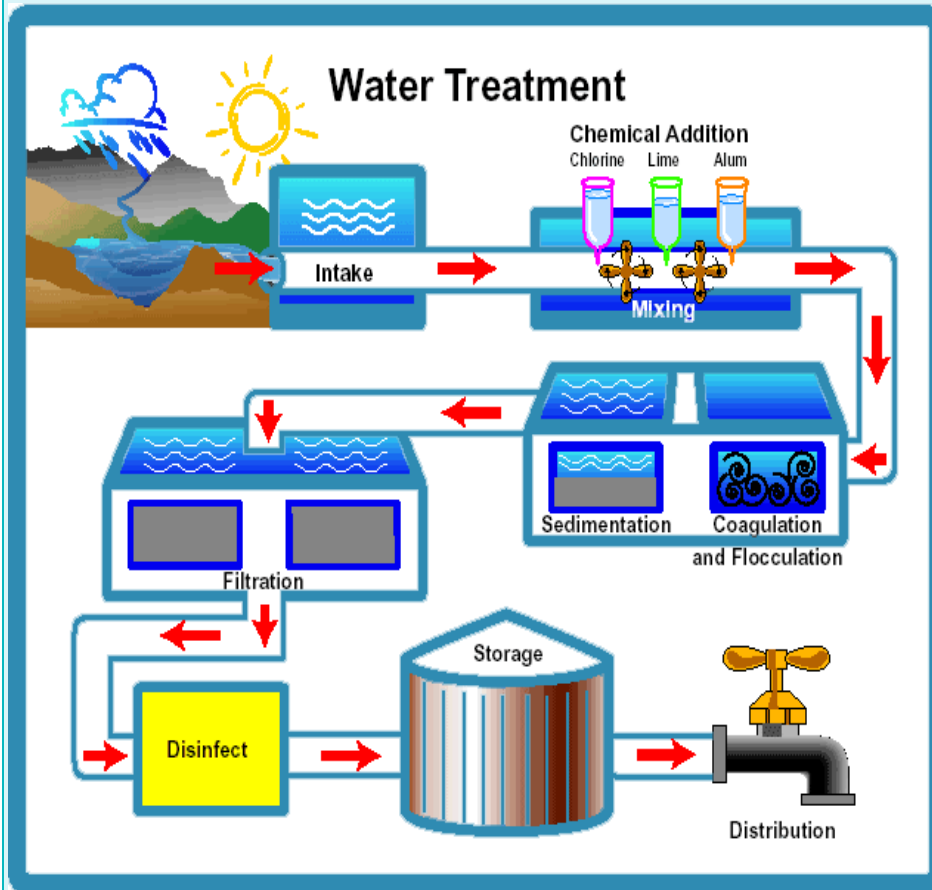 Water Treatment
Chemical Addition
Chlorine Lime Alum
Intake
Mixing
Sedimentation
Coagulation
and Flocculation
Filtration
Storage
Disinfect
Distribution